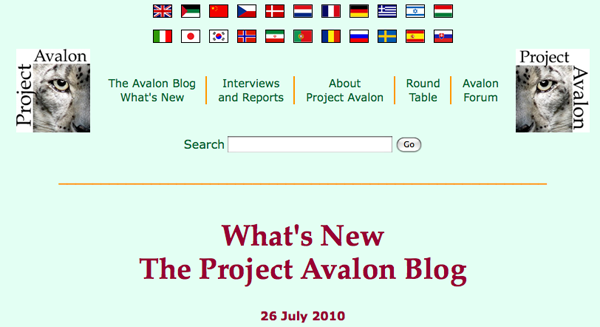 Project Avalon
The Avalon Blog
What's New
Interviews
and Reports
About
Project Avalon
Round
Table
Avalon
Forum
Project Avalon
Search
Go
What's New
The Project Avalon Blog
26 July 2010